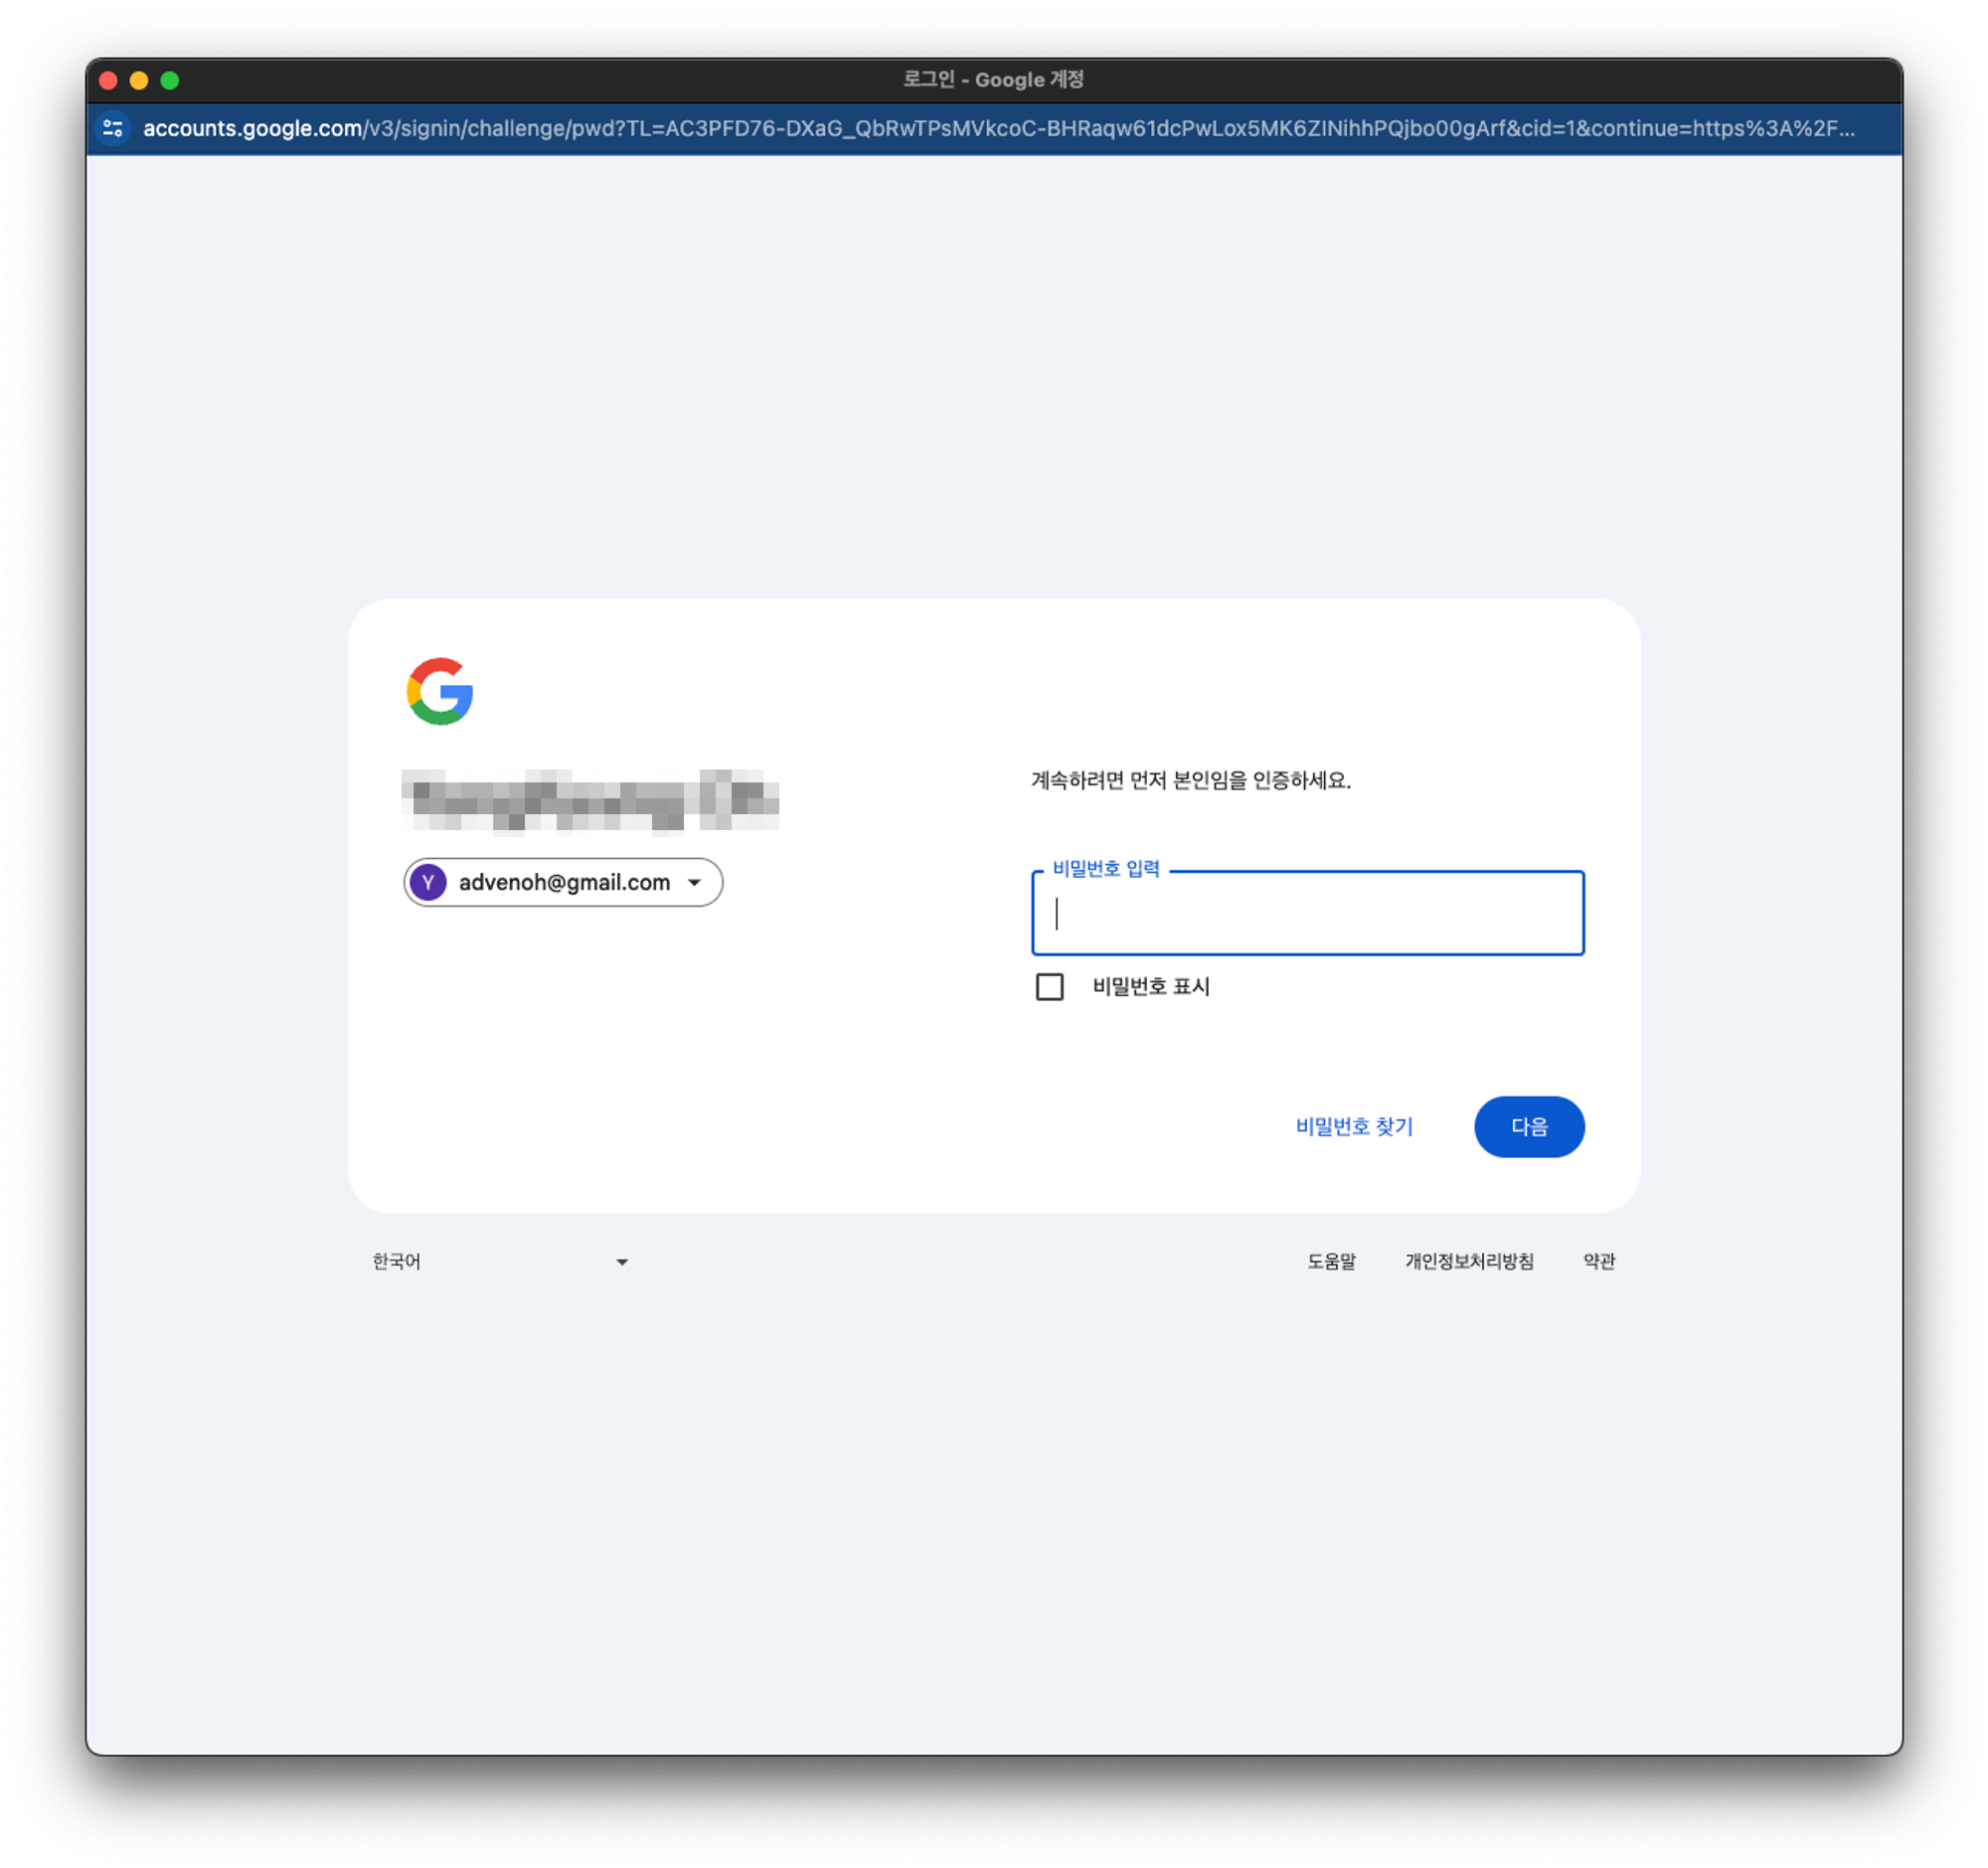 로그인 - Google 계정
accounts.google.com/v3/signin/challenge/pwd?TL=AC3PFD76-DXaG_QbRwTPsMVkcoC-BHRaqw61dcPwLox5MK6ZINihhPQjbo00gArf&cid=1&continue=https%3A%2F...
계속하려면 먼저 본인임을 인증하세요.
Y advenoh@gmail.com
비밀번호 입력
비밀번호 표시
비밀번호 찾기 다음
한국어 도움말 개인정보처리방침 약관